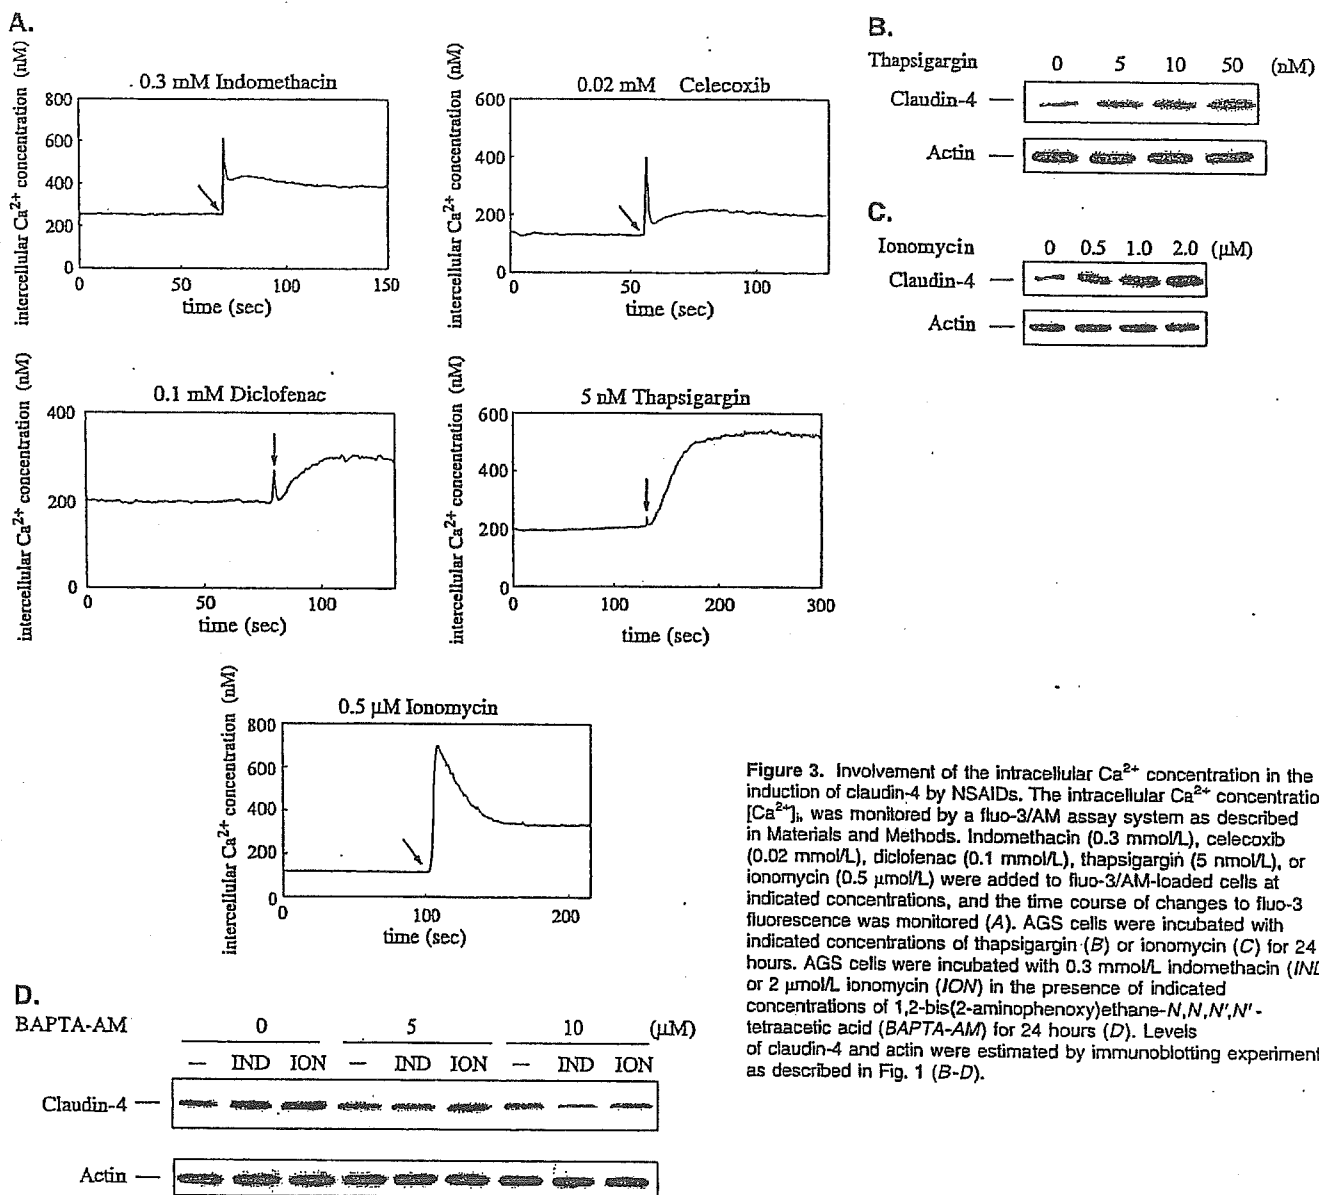 A.
0.3 mM Indomethacin
intercellular Ca²⁺ concentration (nM)
800
600
400
200
0
0 50 100 150
time (sec)
0.02 mM Celecoxib
intercellular Ca²⁺ concentration (nM)
600
400
200
0
0 50 100
time (sec)
0.1 mM Diclofenac
intercellular Ca²⁺ concentration (nM)
400
200
0
0 50 100
time (sec)
5 nM Thapsigargin
intercellular Ca²⁺ concentration (nM)
600
400
200
0
0 100 200 300
time (sec)
0.5 μM Ionomycin
intercellular Ca²⁺ concentration (nM)
800
600
400
200
0
0 100 200
time (sec)
B.
Thapsigargin 0 5 10 50 (nM)
Claudin-4
Actin
C.
Ionomycin 0 0.5 1.0 2.0 (μM)
Claudin-4
Actin
D.
BAPTA-AM 0 5 10 (μM)
– IND ION – IND ION – IND ION
Claudin-4
Actin
Figure 3. Involvement of the intracellular Ca²⁺ concentration in the
induction of claudin-4 by NSAIDs. The intracellular Ca²⁺ concentratio
[Ca²⁺]i, was monitored by a fluo-3/AM assay system as described
in Materials and Methods. Indomethacin (0.3 mmol/L), celecoxib
(0.02 mmol/L), diclofenac (0.1 mmol/L), thapsigargin (5 nmol/L), or
ionomycin (0.5 μmol/L) were added to fluo-3/AM-loaded cells at
indicated concentrations, and the time course of changes to fluo-3
fluorescence was monitored (A). AGS cells were incubated with
indicated concentrations of thapsigargin (B) or ionomycin (C) for 24
hours. AGS cells were incubated with 0.3 mmol/L indomethacin (IND
or 2 μmol/L ionomycin (ION) in the presence of indicated
concentrations of 1,2-bis(2-aminophenoxy)ethane-N,N,N′,N′-
tetraacetic acid (BAPTA-AM) for 24 hours (D). Levels
of claudin-4 and actin were estimated by immunoblotting experiment
as described in Fig. 1 (B-D).